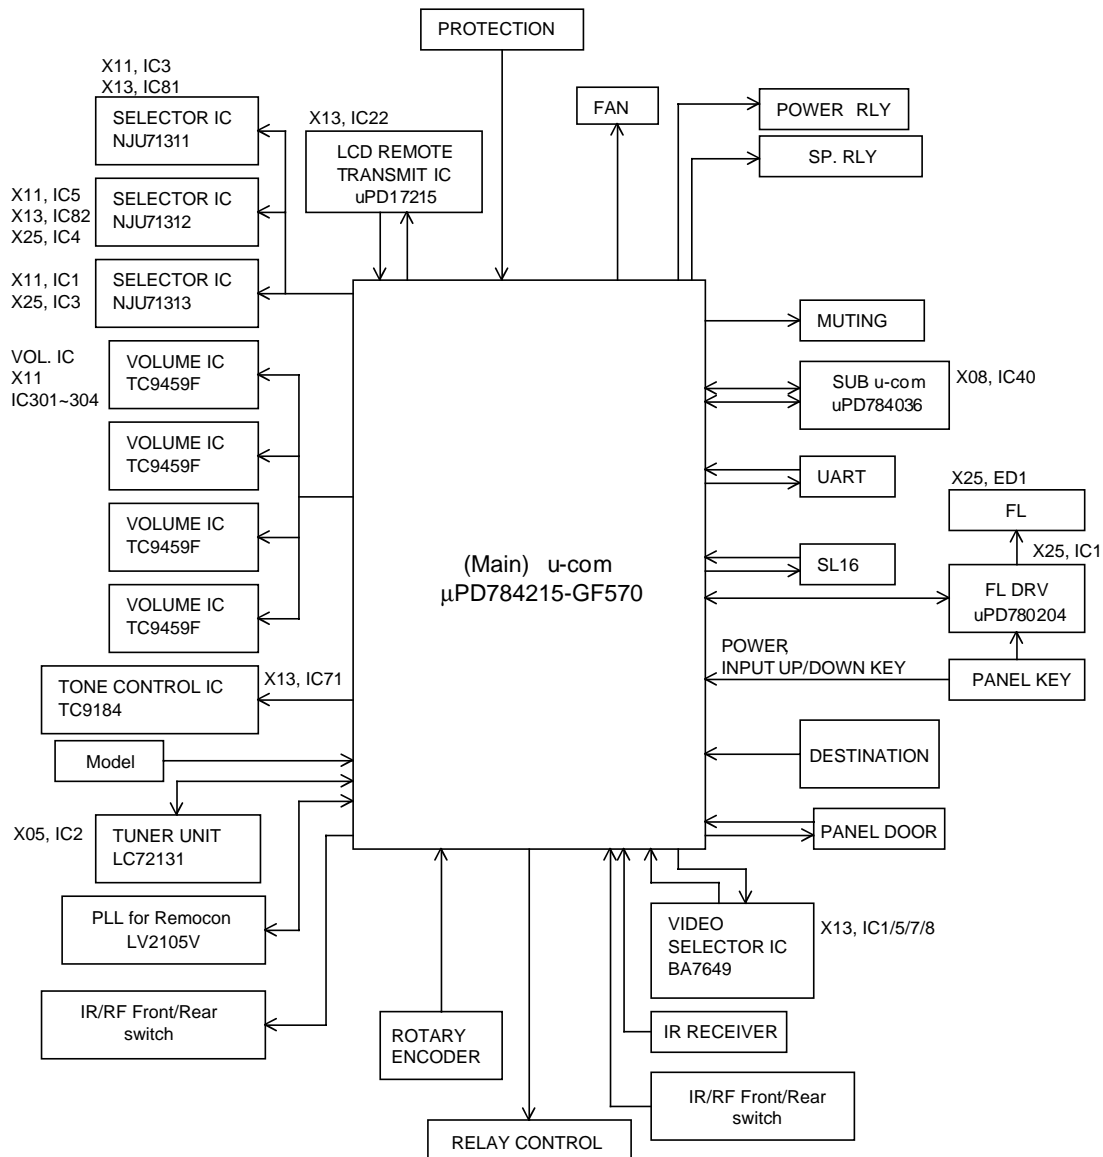 PROTECTION
X11, IC3
X13, IC81
SELECTOR IC
NJU71311
X13, IC22
LCD REMOTE
TRANSMIT IC
uPD17215
FAN
POWER RLY
SP. RLY
X11, IC5
X13, IC82
X25, IC4
SELECTOR IC
NJU71312
X11, IC1
X25, IC3
SELECTOR IC
NJU71313
MUTING
VOL. IC
X11
IC301~304
VOLUME IC
TC9459F
SUB u-com
uPD784036
X08, IC40
VOLUME IC
TC9459F
UART
X25, ED1
FL
VOLUME IC
TC9459F
(Main) u-com
µPD784215-GF570
SL16
X25, IC1
FL DRV
uPD780204
VOLUME IC
TC9459F
POWER,
INPUT UP/DOWN KEY
PANEL KEY
TONE CONTROL IC
TC9184
X13, IC71
Model
DESTINATION
X05, IC2
TUNER UNIT
LC72131
PANEL DOOR
PLL for Remocon
LV2105V
VIDEO
SELECTOR IC
BA7649
X13, IC1/5/7/8
IR/RF Front/Rear
switch
ROTARY
ENCODER
IR RECEIVER
IR/RF Front/Rear
switch
RELAY CONTROL